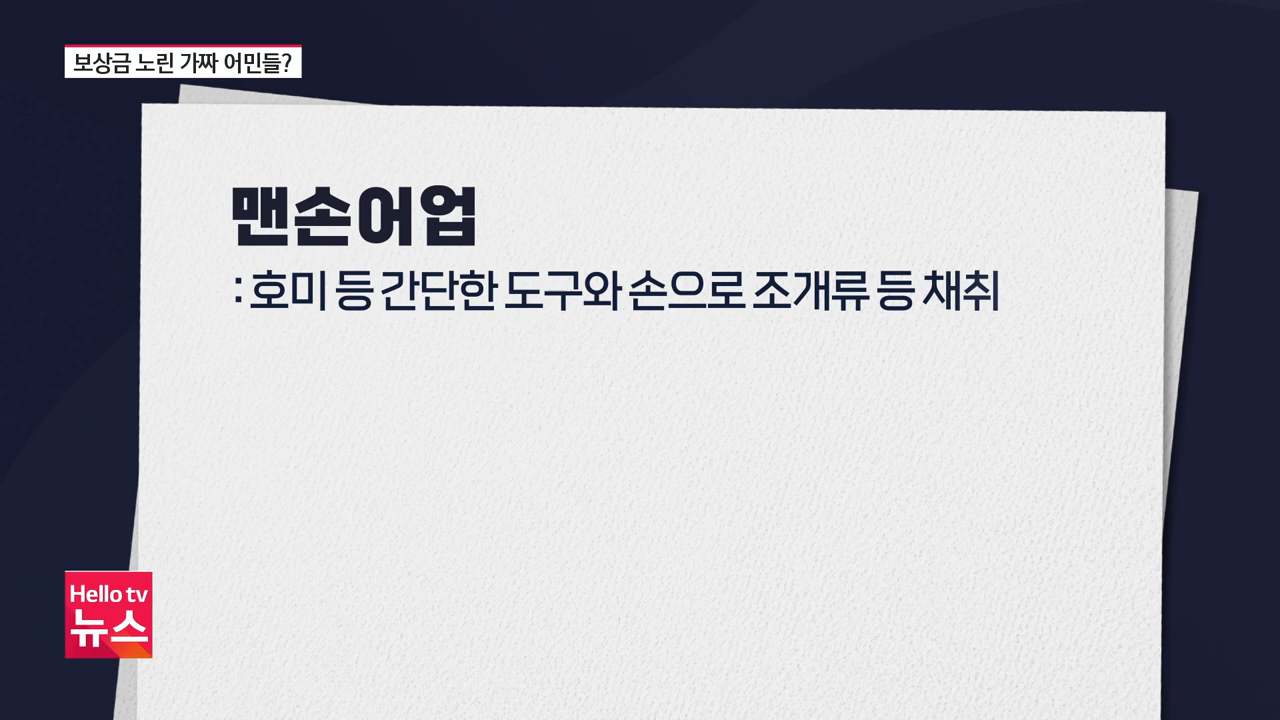 보상금 노린 가짜 어민들?
맨손어업
: 호미 등 간단한 도구와 손으로 조개류 등 채취
Hello tv
뉴스